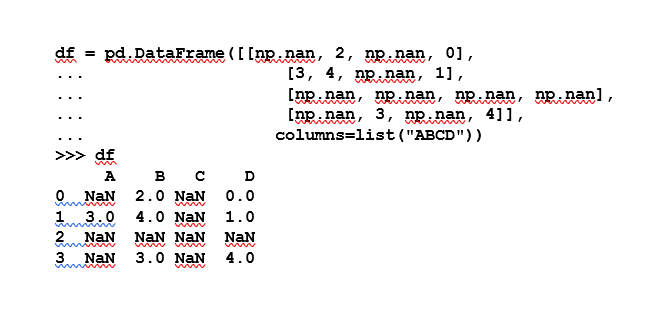 df = pd.DataFrame([[np.nan, 2, np.nan, 0],
...                    [3, 4, np.nan, 1],
...                    [np.nan, np.nan, np.nan, np.nan],
...                    [np.nan, 3, np.nan, 4]],
...                   columns=list("ABCD"))
>>> df
     A    B   C    D
0  NaN  2.0 NaN  0.0
1  3.0  4.0 NaN  1.0
2  NaN  NaN NaN  NaN
3  NaN  3.0 NaN  4.0